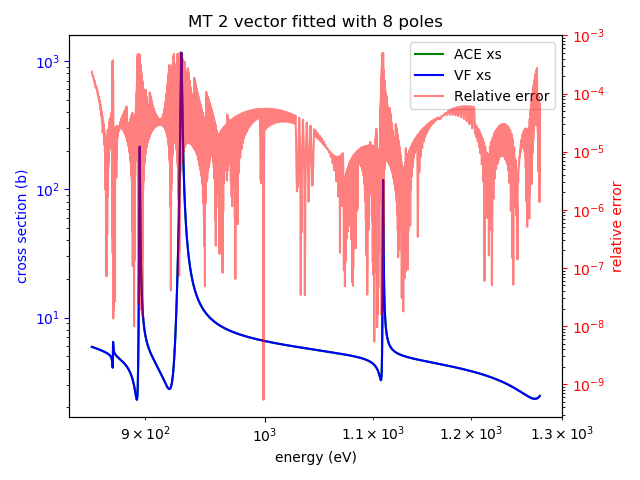 MT 2 vector fitted with 8 poles
ACE xs
VF xs
Relative error
cross section (b)
10³
10²
10¹
relative error
10⁻³
10⁻⁴
10⁻⁵
10⁻⁶
10⁻⁷
10⁻⁸
10⁻⁹
9 × 10²
10³
1.1 × 10³
1.2 × 10³
1.3 × 10³
energy (eV)